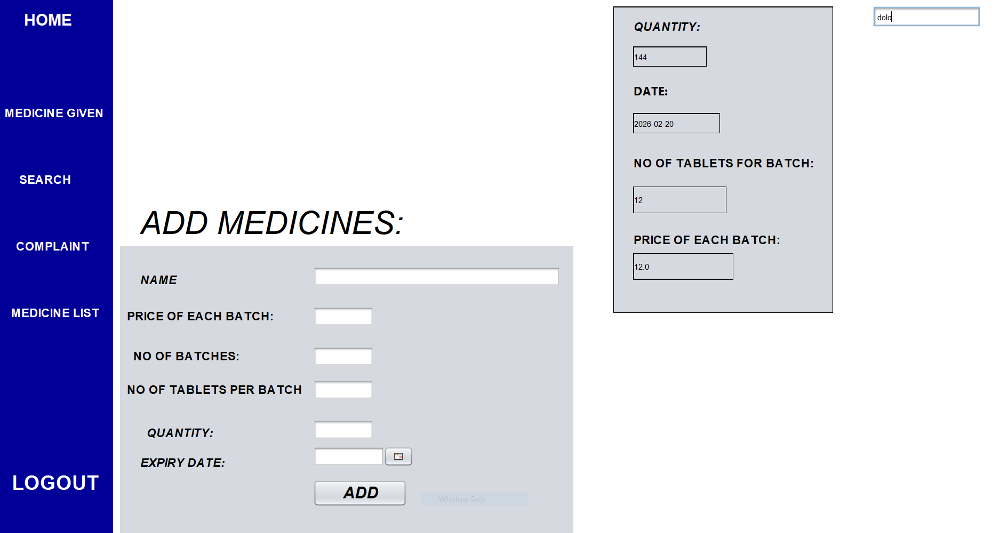 HOME
MEDICINE GIVEN
SEARCH
COMPLAINT
MEDICINE LIST
LOGOUT
ADD MEDICINES:
NAME
PRICE OF EACH BATCH:
NO OF BATCHES:
NO OF TABLETS PER BATCH
QUANTITY:
EXPIRY DATE:
ADD
Window Snip
QUANTITY:
144
DATE:
2026-02-20
NO OF TABLETS FOR BATCH:
12
PRICE OF EACH BATCH:
12.0
dolo